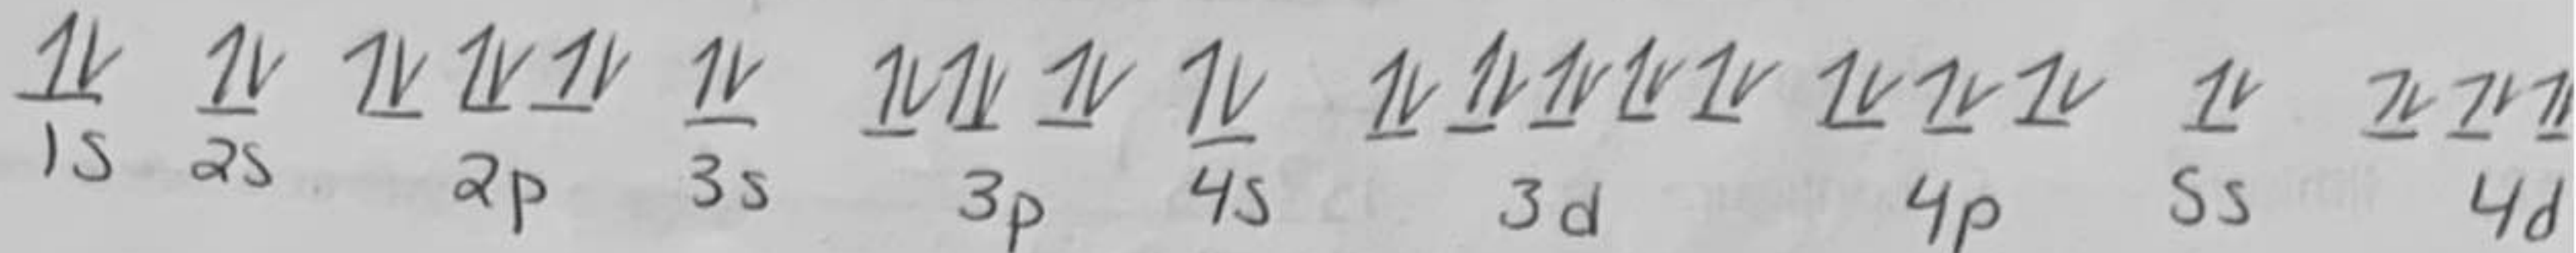 ⥮ ⥮ ⥮ ⥮ ⥮ ⥮ ⥮ ⥮ ⥮ ⥮ ⥮ ⥮ ⥮ ⥮ ⥮ ⥮ ⥮ ⥮ ⥮ ⥮ ⥮ ⥮
1s 2s 2p 3s 3p 4s 3d 4p 5s 4d